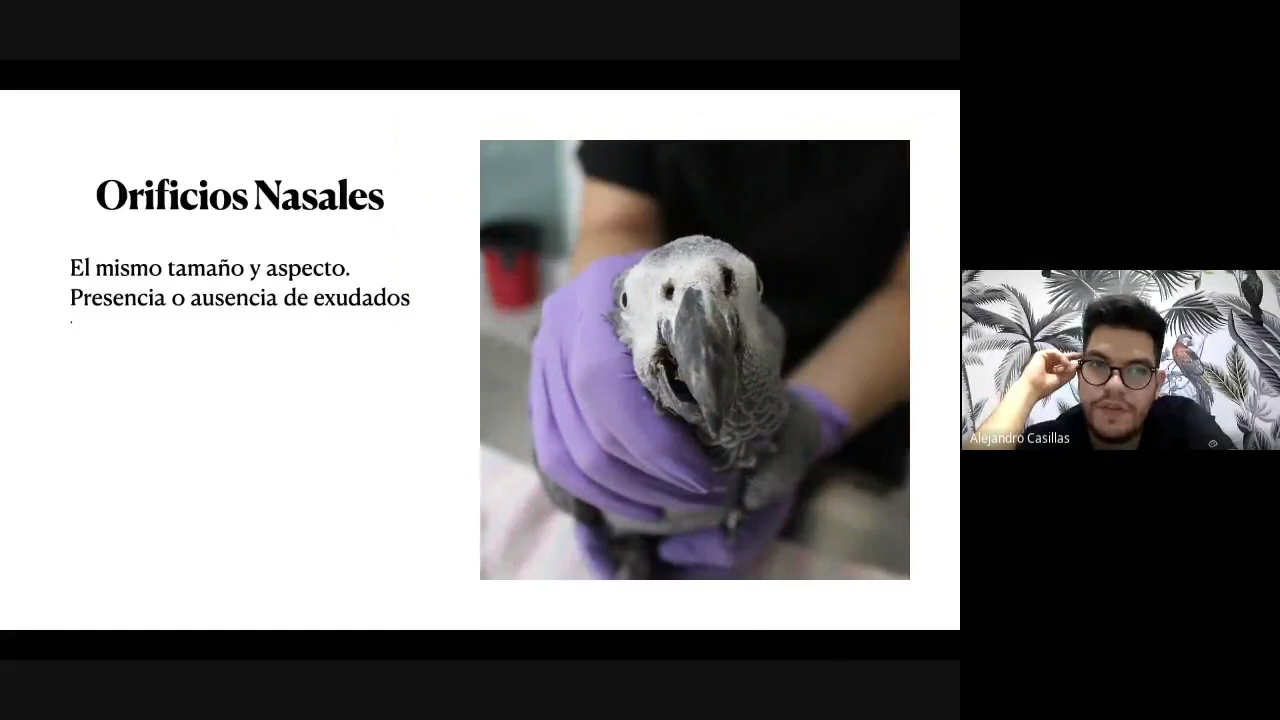 Orificios Nasales
El mismo tamaño y aspecto.
Presencia o ausencia de exudados
.
Alejandro Casillas